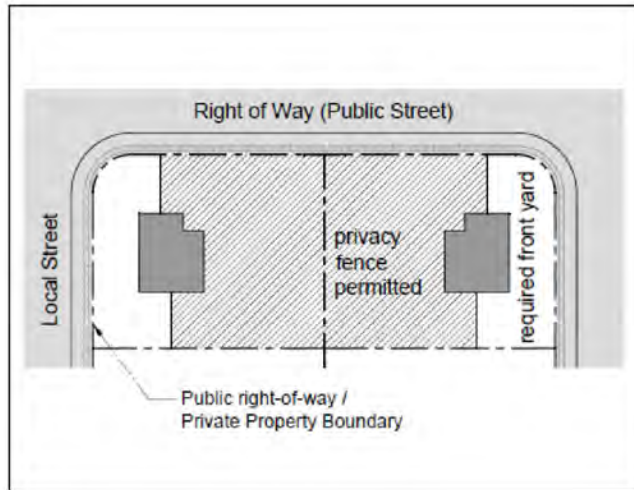 Right of Way (Public Street)
Local Street
privacy
fence
permitted
required front yard
Public right-of-way /
Private Property Boundary